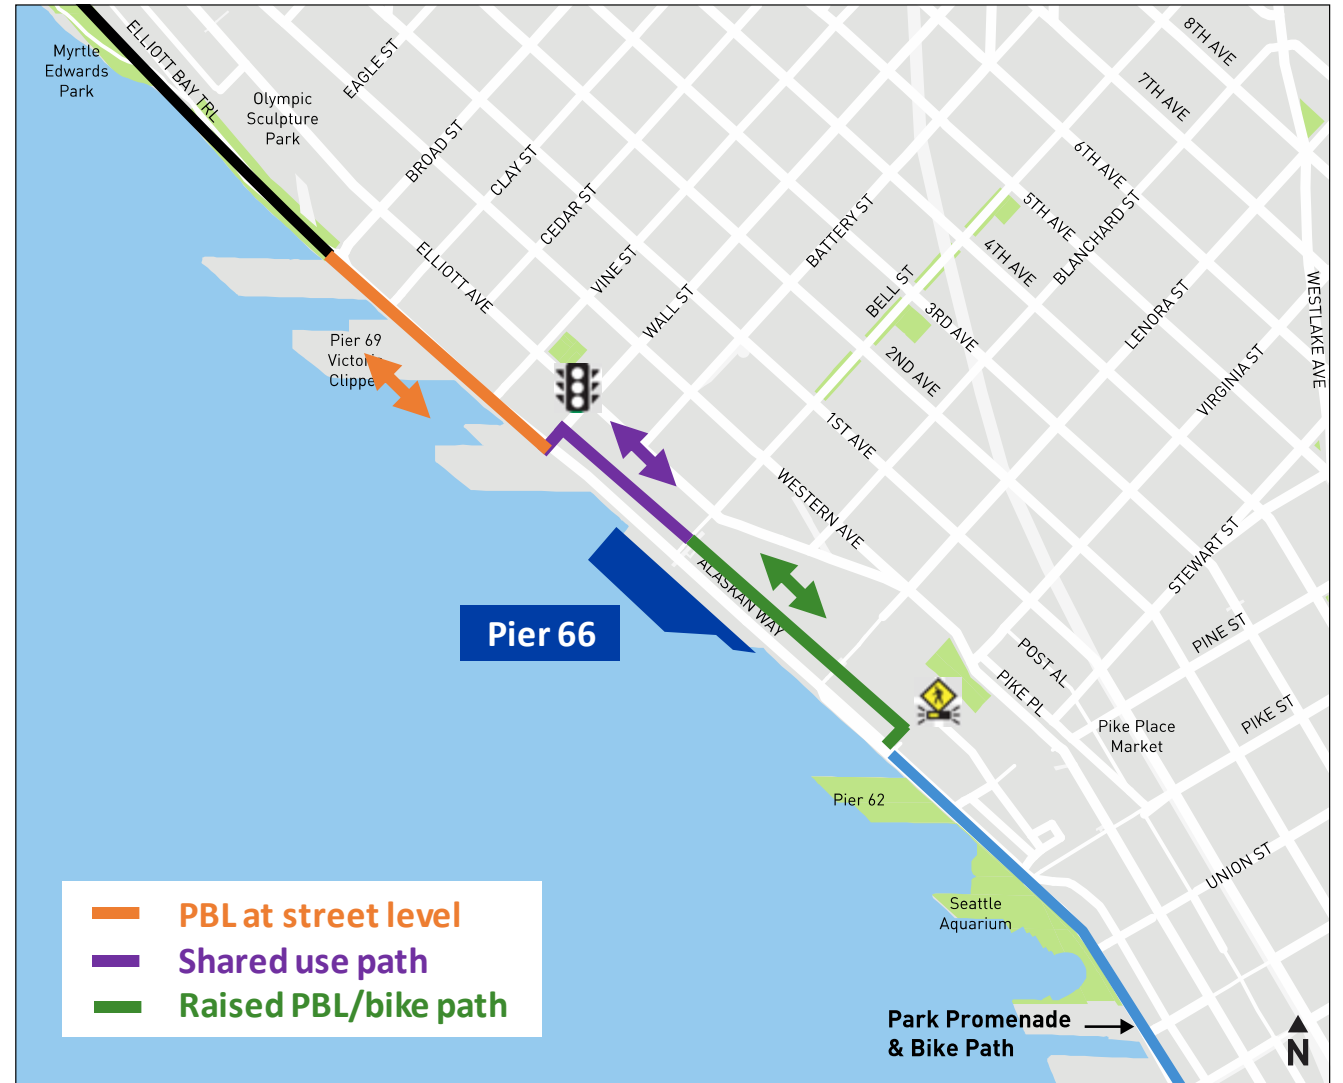 Myrtle
Edwards
Park
ELLIOTT BAY TRL
Olympic
Sculpture
Park
EAGLE ST
BROAD ST
CLAY ST
CEDAR ST
VINE ST
WALL ST
ELLIOTT AVE
BATTERY ST
BELL ST
8TH AVE
7TH AVE
6TH AVE
5TH AVE
4TH AVE
3RD AVE
2ND AVE
1ST AVE
BLANCHARD ST
LENORA ST
VIRGINIA ST
WESTLAKE AVE
WESTERN AVE
STEWART ST
PINE ST
PIKE ST
UNION ST
POST AL
PIKE PL
Pike Place
Market
Pier 69
Victoria
Clipper
ALASKAN WAY
Pier 66
Pier 62
Seattle
Aquarium
Park Promenade
& Bike Path
N
PBL at street level
Shared use path
Raised PBL/bike path